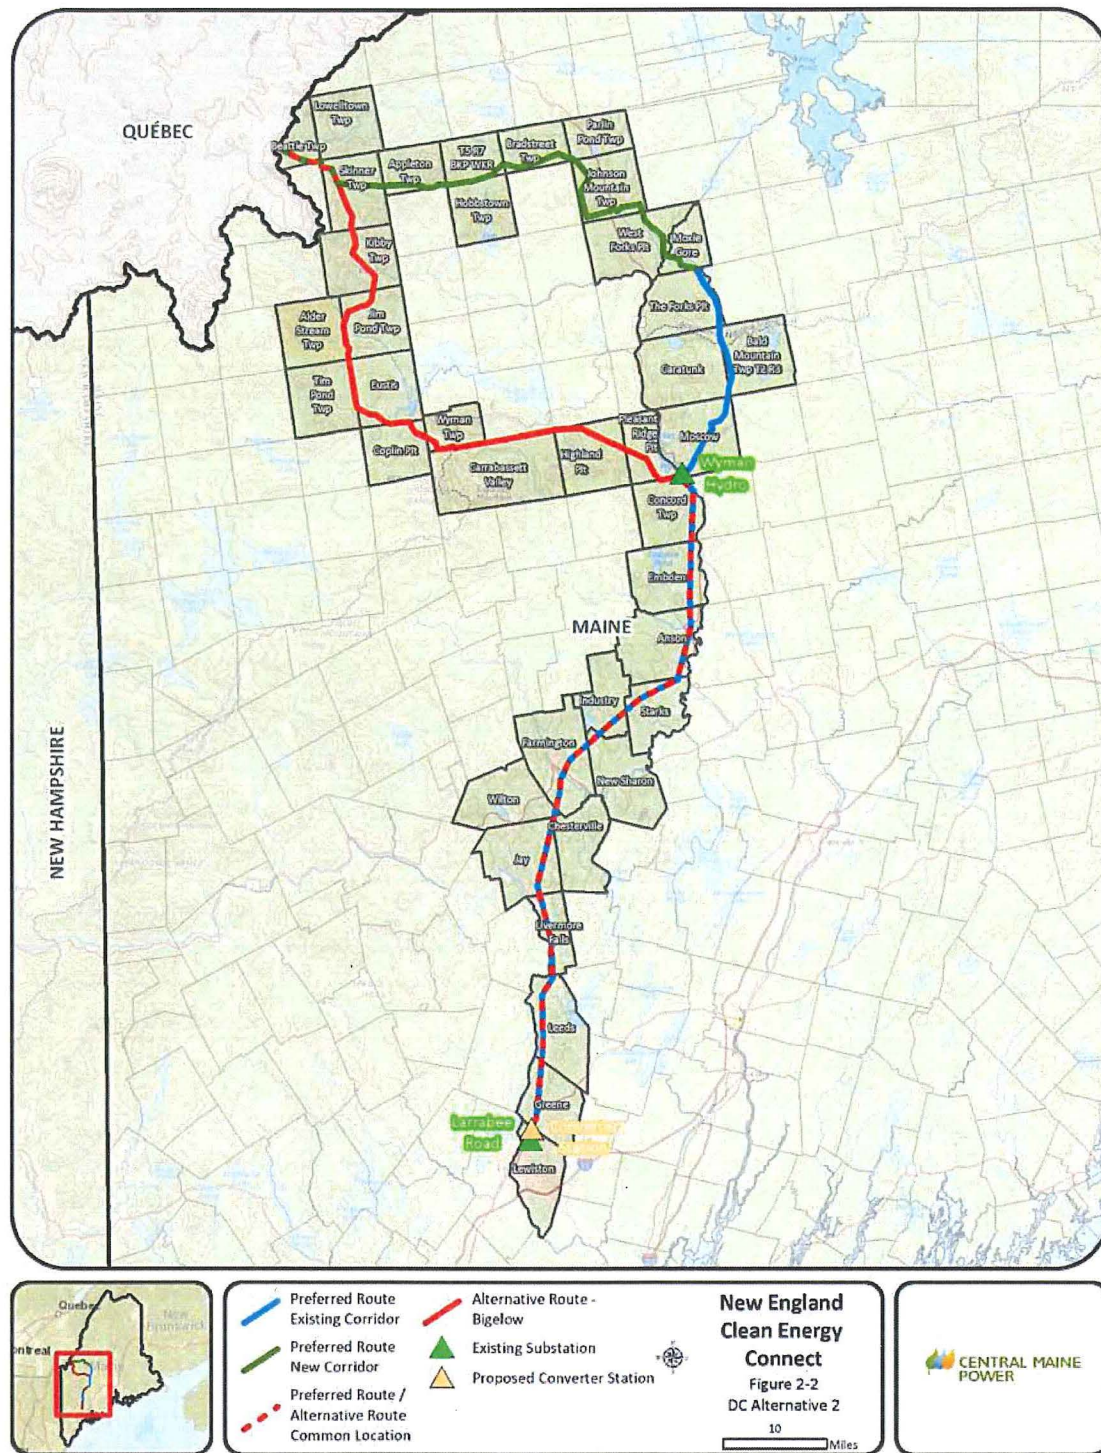 QUÉBEC
Lowelltown
Twp
Beattie Twp
Skinner
Twp
Appleton
Twp
T5 R7
BKP WKR
Bradstreet
Twp
Parlin
Pond Twp
Hobbstown
Twp
Johnson
Mountain
Twp
West
Forks Plt
Moxie
Gore
Kibby
Twp
The Forks Plt
Alder
Stream
Twp
Jim
Pond Twp
Bald
Mountain
Twp T2 R3
Caratunk
Tim
Pond
Twp
Eustis
Wyman
Twp
Pleasant
Ridge
Plt
Moscow
Coplin Plt
Carrabassett
Valley
Highland
Plt
Wyman
Hydro
Concord
Twp
Embden
MAINE
Anson
Industry
Starks
Farmington
New Sharon
Wilton
Chesterville
Jay
NEW HAMPSHIRE
Livermore
Falls
Leeds
Greene
Larrabee
Road
Lewiston
Quebec
ontreal
New
Brunswick
Preferred Route
Existing Corridor
Preferred Route
New Corridor
Preferred Route /
Alternative Route
Common Location
Alternative Route -
Bigelow
Existing Substation
Proposed Converter Station
New England
Clean Energy
Connect
Figure 2-2
DC Alternative 2
10
Miles
CENTRAL MAINE
POWER